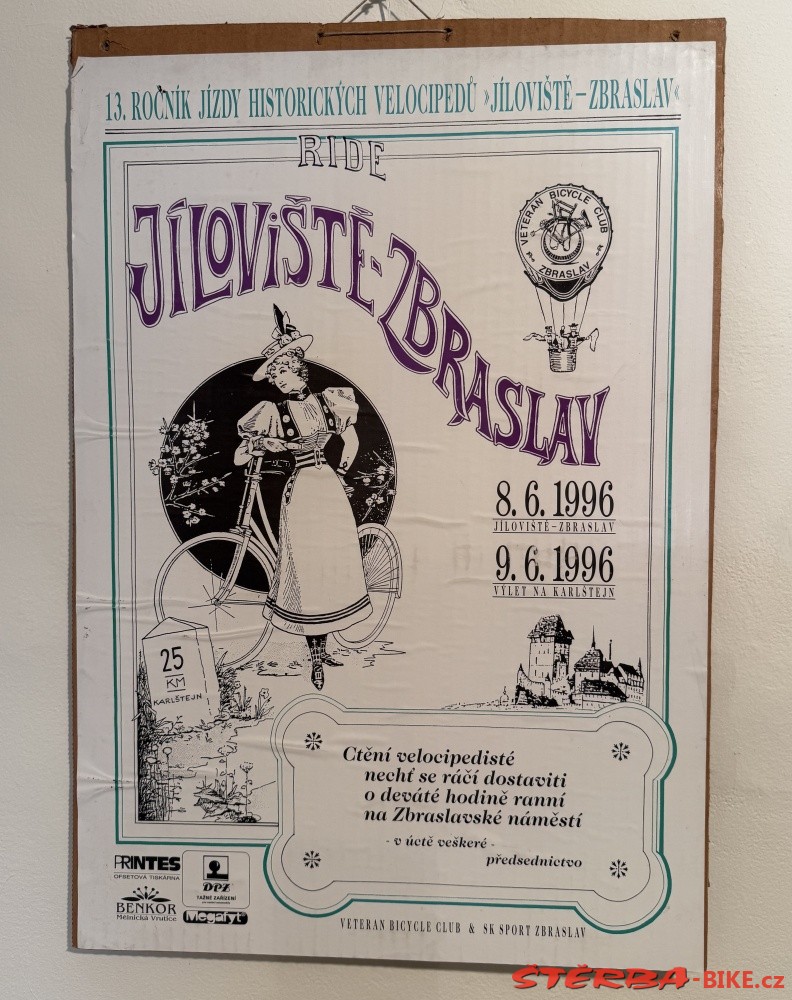 13. ROČNÍK JÍZDY HISTORICKÝCH VELOCIPEDŮ »JÍLOVIŠTĚ–ZBRASLAV«
RIDE
JÍLOViŠTĚ-ZBRASLAV
VETERAN BICYCLE CLUB
ZBRASLAV
8. 6. 1996
JÍLOVIŠTĚ–ZBRASLAV
9. 6. 1996
VÝLET NA KARLŠTEJN
25
KM
KARLŠTEJN
Ctění velocipedisté
nechť se ráčí dostaviti
o deváté hodině ranní
na Zbraslavské náměstí
- v úctě veškeré -
předsednictvo
PRINTES
OFSETOVÁ TISKÁRNA
DPŽ
TAŽNÉ ZAŘÍZENÍ
BENKOR
Mělnická Vrutice
Megafyt
VETERAN BICYCLE CLUB & SK SPORT ZBRASLAV
ŠTĚRBA-BIKE.cz